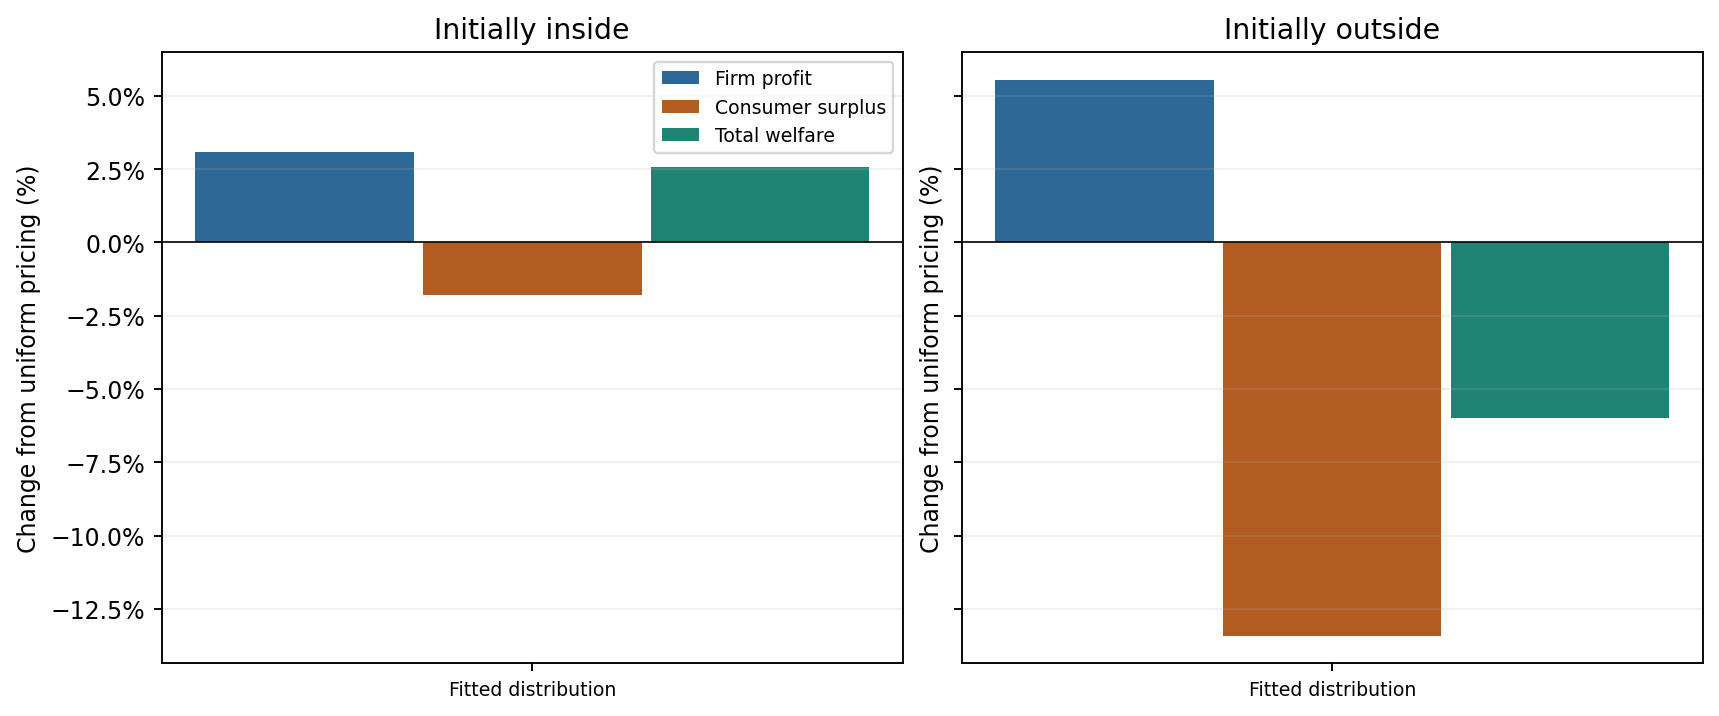 Initially inside
Initially outside
Firm profit
Consumer surplus
Total welfare
Change from uniform pricing (%)
5.0%
2.5%
0.0%
−2.5%
−5.0%
−7.5%
−10.0%
−12.5%
Change from uniform pricing (%)
Fitted distribution
Fitted distribution